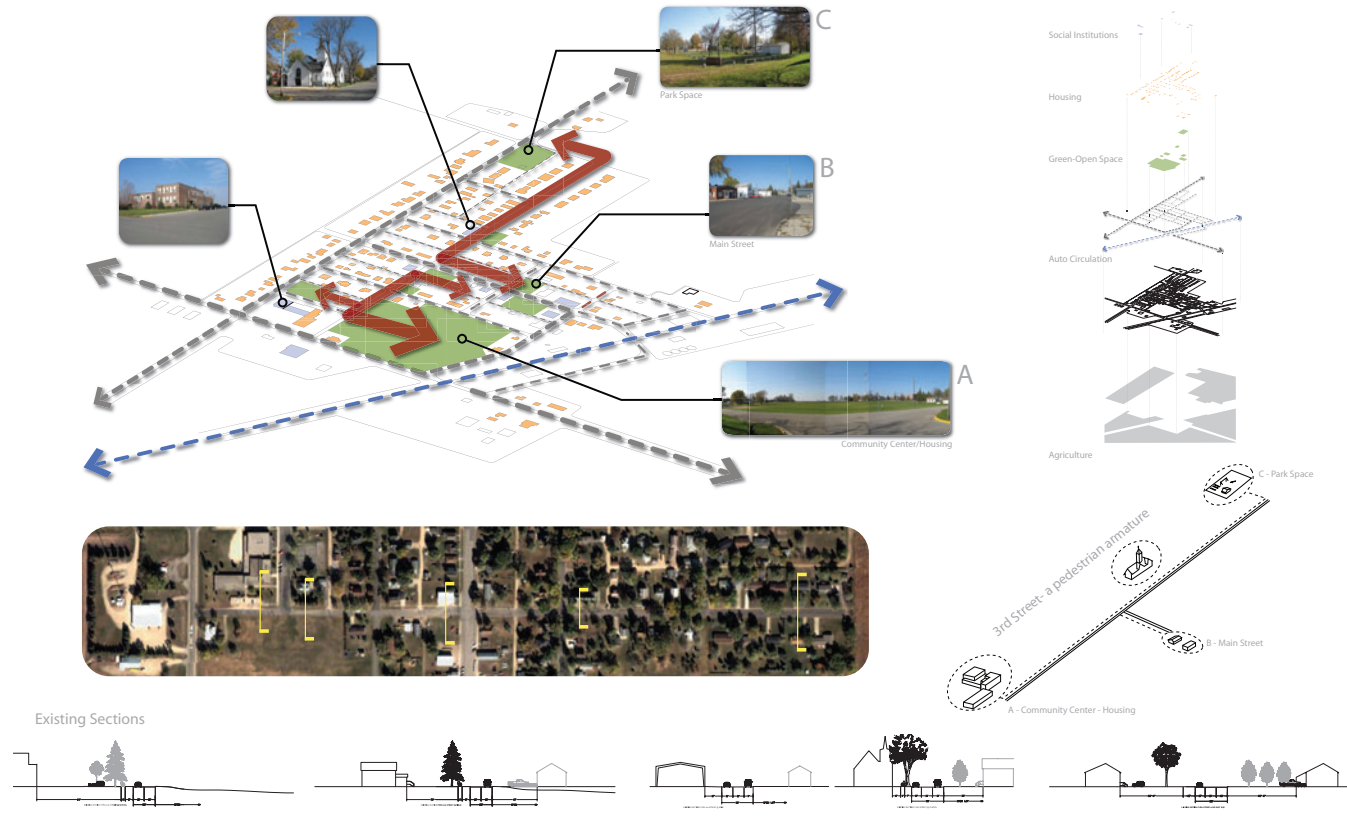 C
Park Space
B
Main Street
A
Community Center/Housing
Social Institutions
Housing
Green-Open Space
Auto Circulation
Agriculture
C - Park Space
3rd Street- a pedestrian armature
B - Main Street
A - Community Center - Housing
Existing Sections